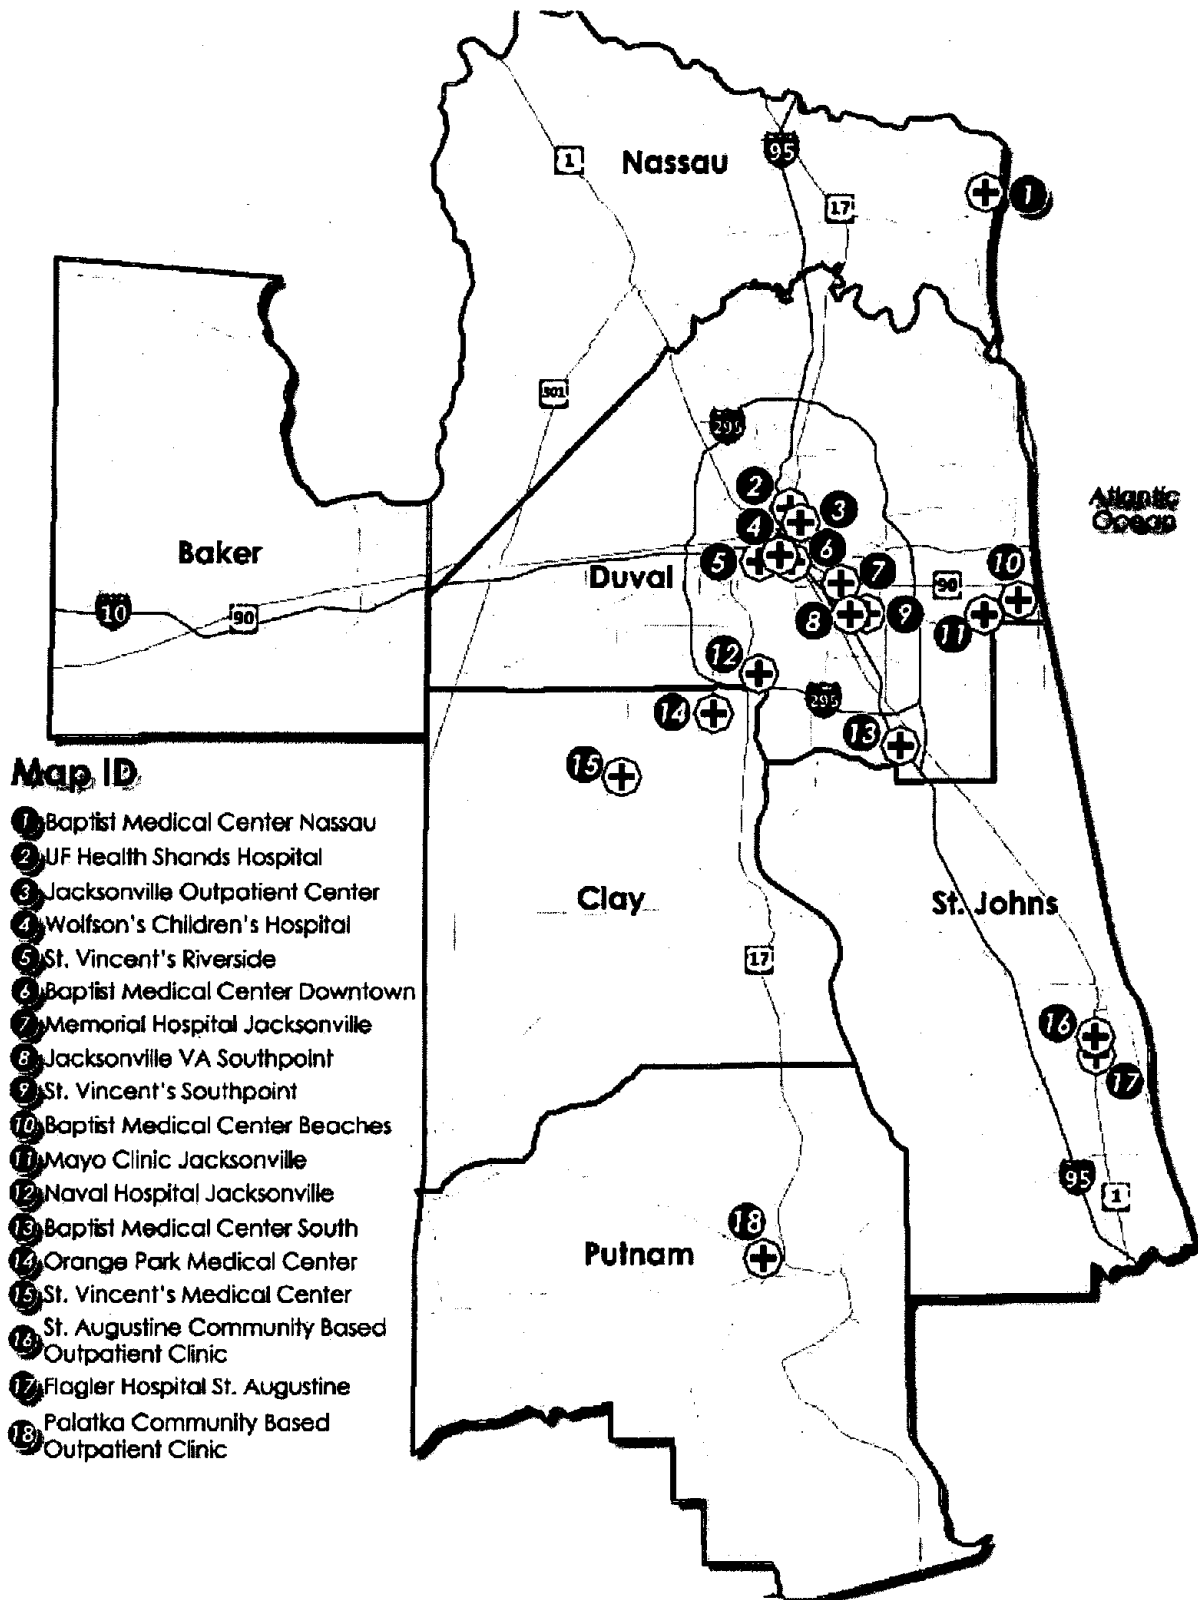 95
Nassau
1
1
17
301
295
2
3
Atlantic
Ocean
4
6
Baker
5
Duval
7
10
90
10
90
8
9
11
12
14
295
13
15
Map ID
1 Baptist Medical Center Nassau
2 UF Health Shands Hospital
3 Jacksonville Outpatient Center
4 Wolfson's Children's Hospital
5 St. Vincent's Riverside
6 Baptist Medical Center Downtown
7 Memorial Hospital Jacksonville
8 Jacksonville VA Southpoint
9 St. Vincent's Southpoint
10 Baptist Medical Center Beaches
11 Mayo Clinic Jacksonville
12 Naval Hospital Jacksonville
13 Baptist Medical Center South
14 Orange Park Medical Center
15 St. Vincent's Medical Center
16 St. Augustine Community Based
Outpatient Clinic
17 Flagler Hospital St. Augustine
18 Palatka Community Based
Outpatient Clinic
Clay
St. Johns
17
16
17
95
1
18
Putnam